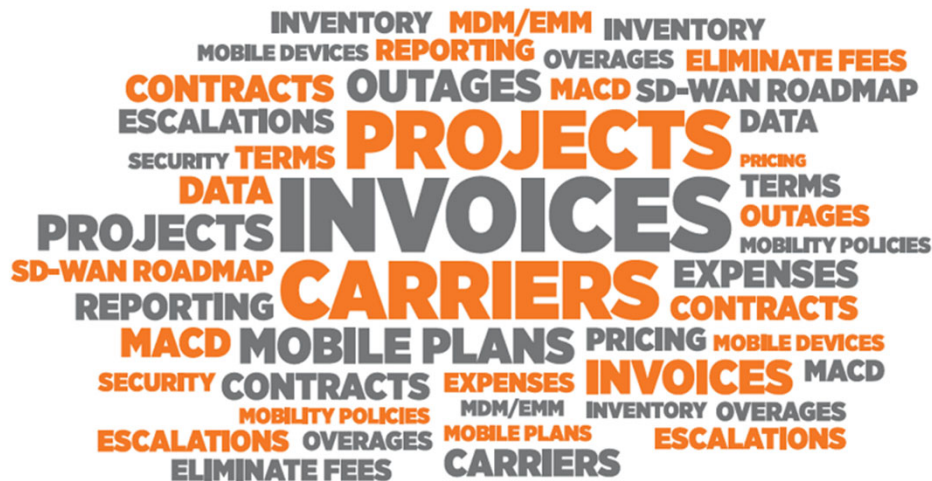 INVENTORY MDM/EMM INVENTORY
MOBILE DEVICES REPORTING OVERAGES ELIMINATE FEES
CONTRACTS OUTAGES MACD SD-WAN ROADMAP
ESCALATIONS PROJECTS DATA
SECURITY TERMS PRICING
DATA INVOICES TERMS
OUTAGES
PROJECTS MOBILITY POLICIES
SD-WAN ROADMAP CARRIERS EXPENSES
REPORTING CONTRACTS
MACD MOBILE PLANS PRICING MOBILE DEVICES
SECURITY CONTRACTS EXPENSES INVOICES MACD
MOBILITY POLICIES MDM/EMM INVENTORY OVERAGES
ESCALATIONS OVERAGES MOBILE PLANS ESCALATIONS
ELIMINATE FEES CARRIERS